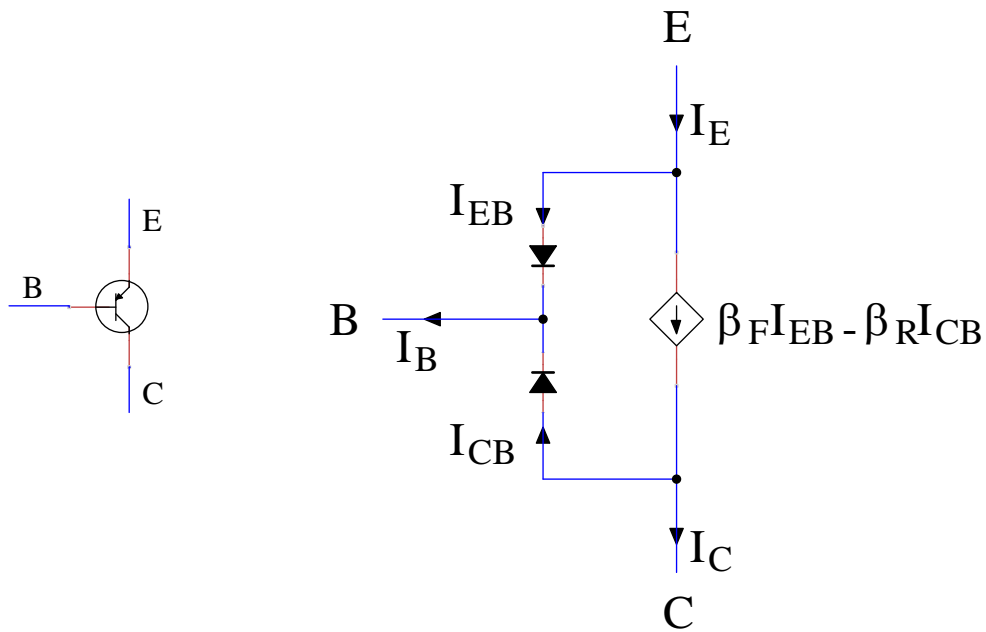 E
B
C
E
I_E
I_EB
B
I_B
β_F I_EB - β_R I_CB
I_CB
I_C
C